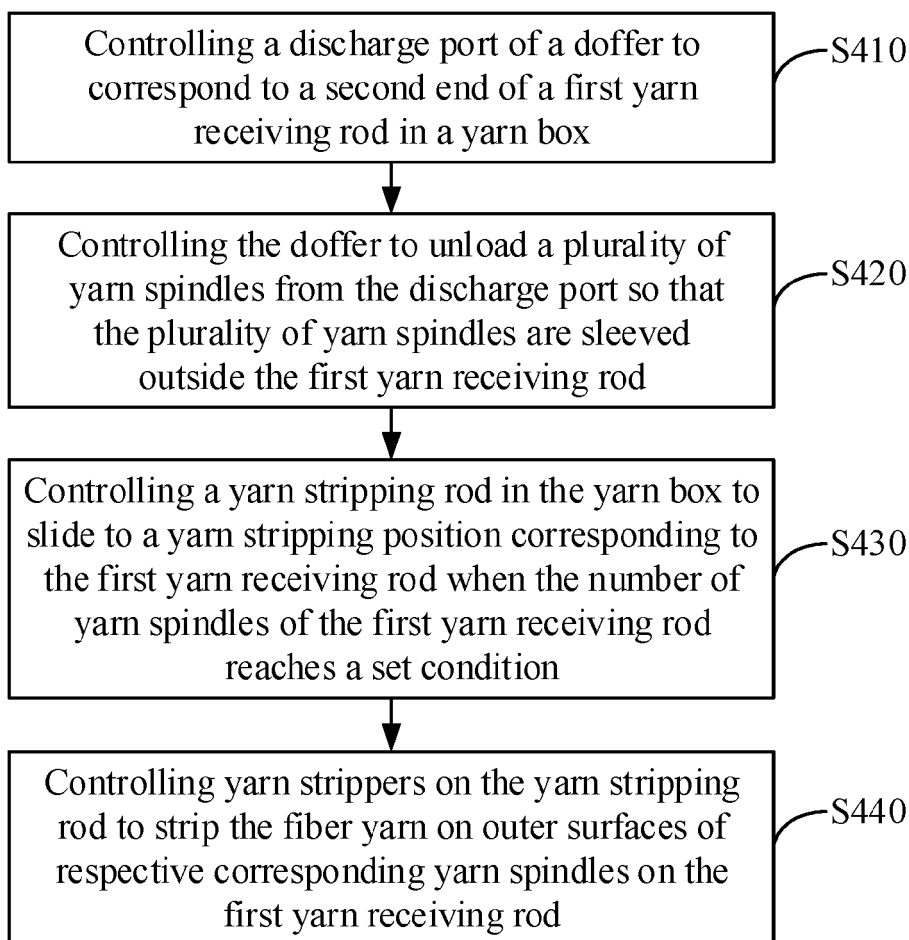 Controlling a discharge port of a doffer to
correspond to a second end of a first yarn
receiving rod in a yarn box
S410
Controlling the doffer to unload a plurality of
yarn spindles from the discharge port so that
the plurality of yarn spindles are sleeved
outside the first yarn receiving rod
S420
Controlling a yarn stripping rod in the yarn box to
slide to a yarn stripping position corresponding to
the first yarn receiving rod when the number of
yarn spindles of the first yarn receiving rod
reaches a set condition
S430
Controlling yarn strippers on the yarn stripping
rod to strip the fiber yarn on outer surfaces of
respective corresponding yarn spindles on the
first yarn receiving rod
S440